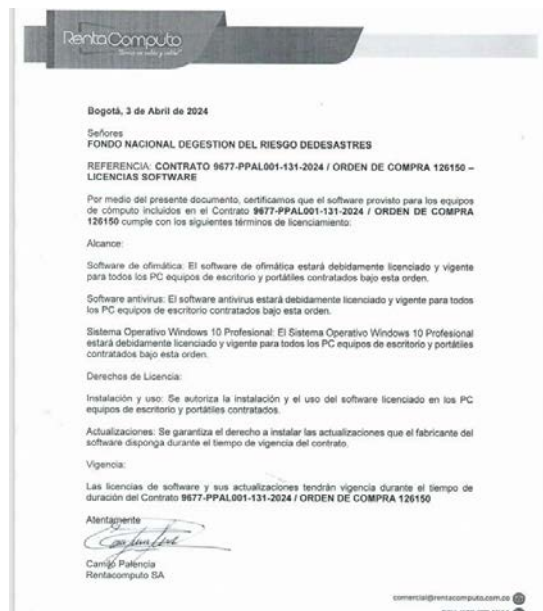 RentaComputo
Bogotá, 3 de Abril de 2024
Señores
FONDO NACIONAL DEGESTION DEL RIESGO DEDESASTRES
REFERENCIA: CONTRATO 9677-PPAL001-131-2024 / ORDEN DE COMPRA 126150 –
LICENCIAS SOFTWARE
Por medio del presente documento, certificamos que el software provisto para los equipos
de cómputo incluidos en el Contrato 9677-PPAL001-131-2024 / ORDEN DE COMPRA
126150 cumple con los siguientes términos de licenciamiento:
Alcance:
Software de ofimática: El software de ofimática estará debidamente licenciado y vigente
para todos los PC equipos de escritorio y portátiles contratados bajo esta orden.
Software antivirus: El software antivirus estará debidamente licenciado y vigente para todos
los PC equipos de escritorio contratados bajo esta orden.
Sistema Operativo Windows 10 Profesional: El Sistema Operativo Windows 10 Profesional
estará debidamente licenciado y vigente para todos los PC equipos de escritorio y portátiles
contratados bajo esta orden.
Derechos de Licencia:
Instalación y uso: Se autoriza la instalación y el uso del software licenciado en los PC
equipos de escritorio y portátiles contratados.
Actualizaciones: Se garantiza el derecho a instalar las actualizaciones que el fabricante del
software disponga durante el tiempo de vigencia del contrato.
Vigencia:
Las licencias de software y sus actualizaciones tendrán vigencia durante el tiempo de
duración del Contrato 9677-PPAL001-131-2024 / ORDEN DE COMPRA 126150
Atentamente
Camilo Palencia
Rentacomputo SA
comercial@rentacomputo.com.co